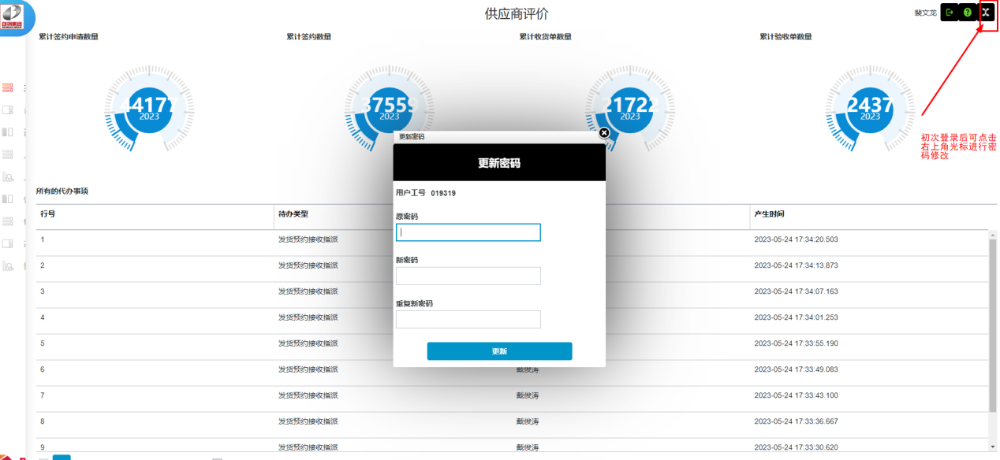 供应商评价
裴文龙
累计签约申请数量
累计签约数量
累计收货单数量
累计验收单数量
44177
2023
37559
2023
21722
2023
2437
2023
初次登录后可点击
右上角光标进行密
码修改
更新密码
更新密码
用户工号 019319
原密码
新密码
重复新密码
更新
所有的代办事项
行号 待办类型 产生时间
1 发货预约接收指派 2023-05-24 17:34:20.503
2 发货预约接收指派 2023-05-24 17:34:13.873
3 发货预约接收指派 2023-05-24 17:34:07.163
4 发货预约接收指派 2023-05-24 17:34:01.253
5 发货预约接收指派 2023-05-24 17:33:55.190
6 发货预约接收指派 戴俊涛 2023-05-24 17:33:49.083
7 发货预约接收指派 戴俊涛 2023-05-24 17:33:43.100
8 发货预约接收指派 戴俊涛 2023-05-24 17:33:36.667
9 发货预约接收指派 戴俊涛 2023-05-24 17:33:30.620